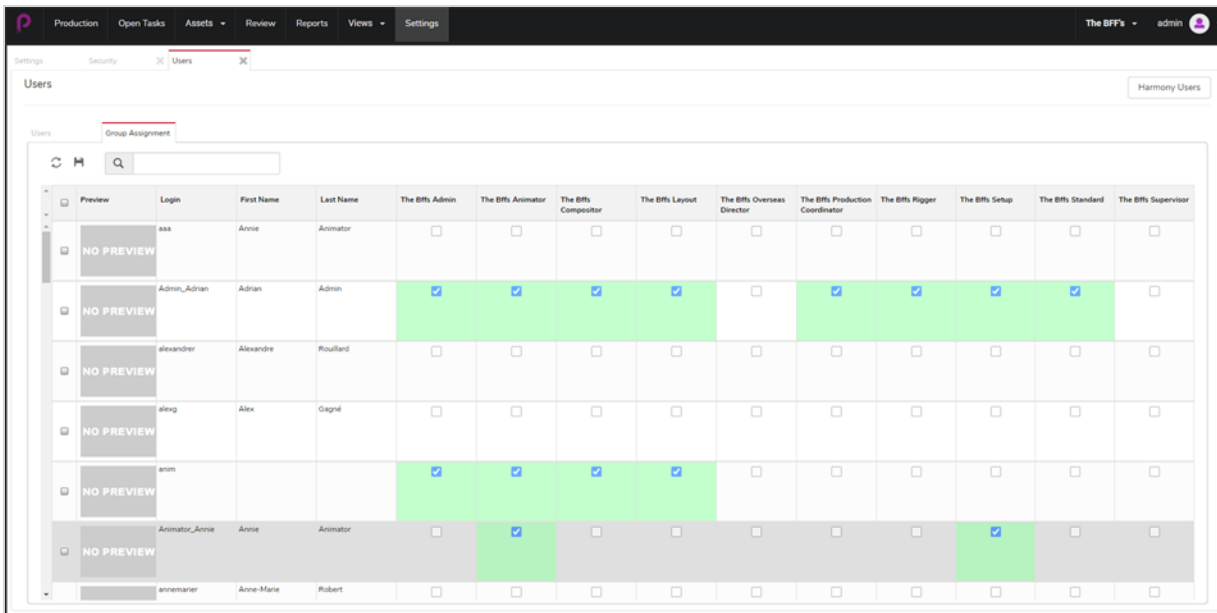 Production Open Tasks Assets Review Reports Views Settings The BFF's admin
Settings Security Users
Users Harmony Users
Users Group Assignment
Preview Login First Name Last Name The Bffs Admin The Bffs Animator The Bffs Compositor The Bffs Layout The Bffs Overseas Director The Bffs Production Coordinator The Bffs Rigger The Bffs Setup The Bffs Standard The Bffs Supervisor
aaa Annie Animator
NO PREVIEW
Admin_Adrian Adrian Admin
NO PREVIEW
alexandrer Alexandre Rouillard
NO PREVIEW
alexg Alex Gagné
NO PREVIEW
anim
NO PREVIEW
Animator_Annie Annie Animator
NO PREVIEW
annemarier Anne-Marie Robert